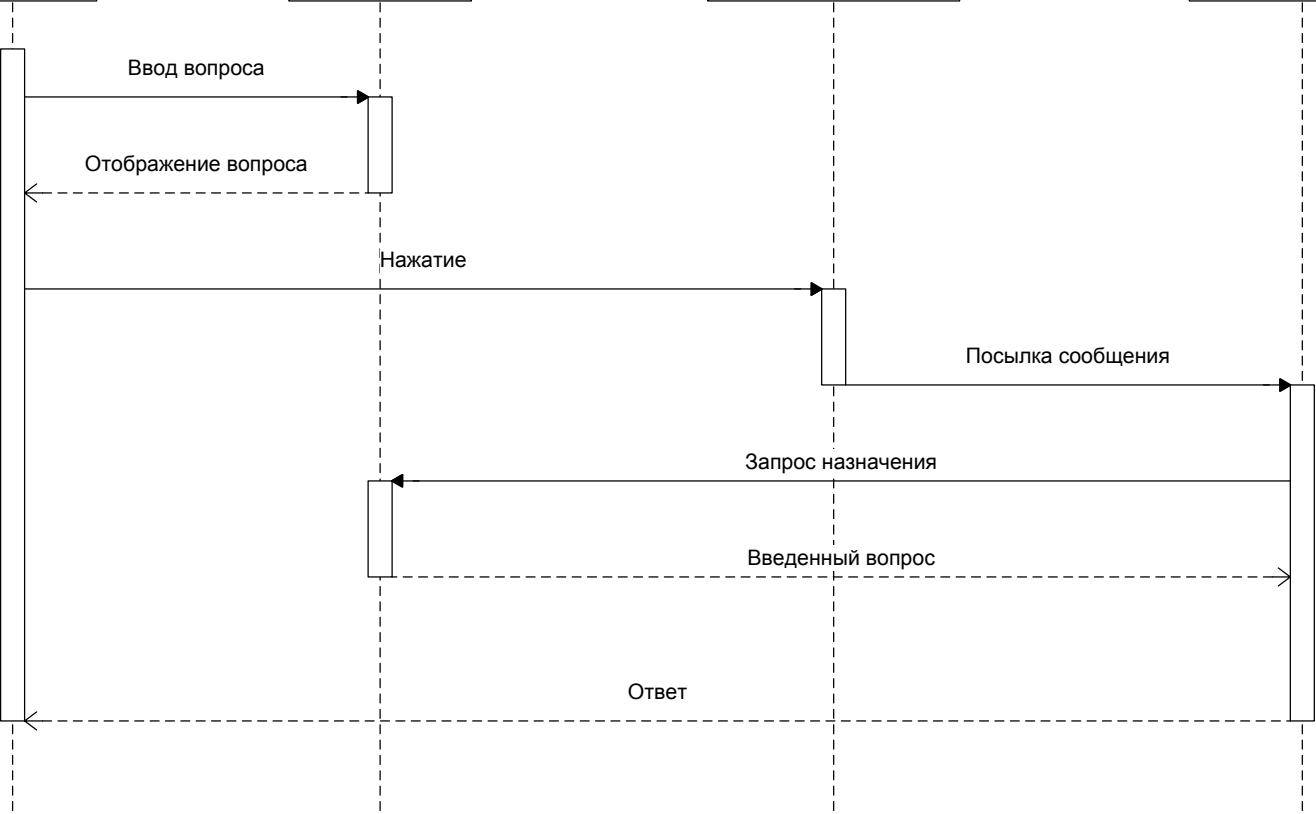 Ввод вопроса
Отображение вопроса
Нажатие
Посылка сообщения
Запрос назначения
Введенный вопрос
Ответ